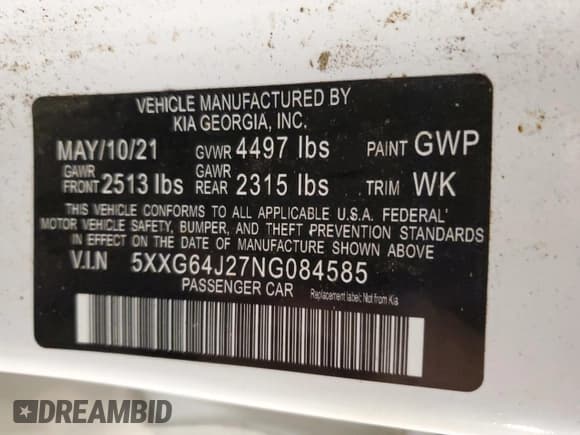 VEHICLE MANUFACTURED BY
KIA GEORGIA, INC.
MAY/10/21 GVWR 4497 lbs PAINT GWP
GAWR FRONT 2513 lbs GAWR REAR 2315 lbs TRIM WK
THIS VEHICLE CONFORMS TO ALL APPLICABLE U.S.A. FEDERAL
MOTOR VEHICLE SAFETY, BUMPER, AND THEFT PREVENTION STANDARDS
IN EFFECT ON THE DATE OF MANUFACTURE SHOWN ABOVE
V.I.N 5XXG64J27NG084585
PASSENGER CAR Replacement label: Not from Kia
DREAMBID